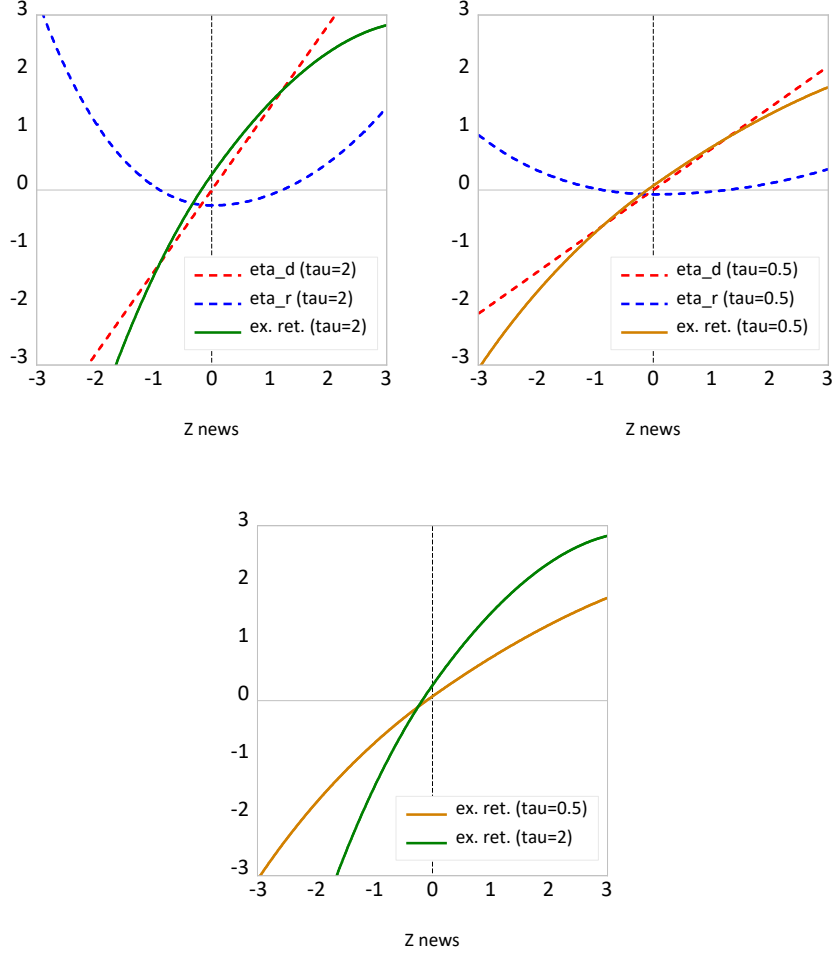 3
2
1
0
-1
-2
-3
eta_d (tau=2)
eta_r (tau=2)
ex. ret. (tau=2)
-3 -2 -1 0 1 2 3
Z news
3
2
1
0
-1
-2
-3
eta_d (tau=0.5)
eta_r (tau=0.5)
ex. ret. (tau=0.5)
-3 -2 -1 0 1 2 3
Z news
3
2
1
0
-1
-2
-3
ex. ret. (tau=0.5)
ex. ret. (tau=2)
-3 -2 -1 0 1 2 3
Z news